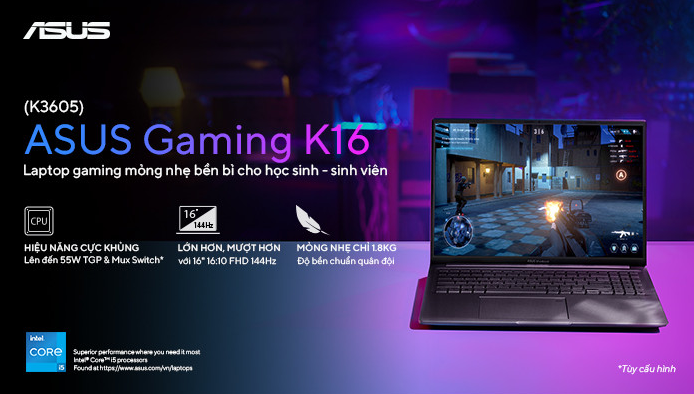 ASUS
(K3605)
ASUS Gaming K16
Laptop gaming mỏng nhẹ bền bì cho học sinh - sinh viên
CPU
16"
144Hz
HIỆU NĂNG CỰC KHỦNG
Lên đến 55W TGP & Mux Switch*
LỚN HƠN, MƯỢT HƠN
với 16" 16:10 FHD 144Hz
MỎNG NHẸ CHỈ 1.8KG
Độ bền chuẩn quân đội
3 | 6
A
intel
CORE
i5
Superior performance where you need it most
Intel® Core™ i5 processors
Found at https://www.asus.com/vn/laptops
*Tùy cấu hình